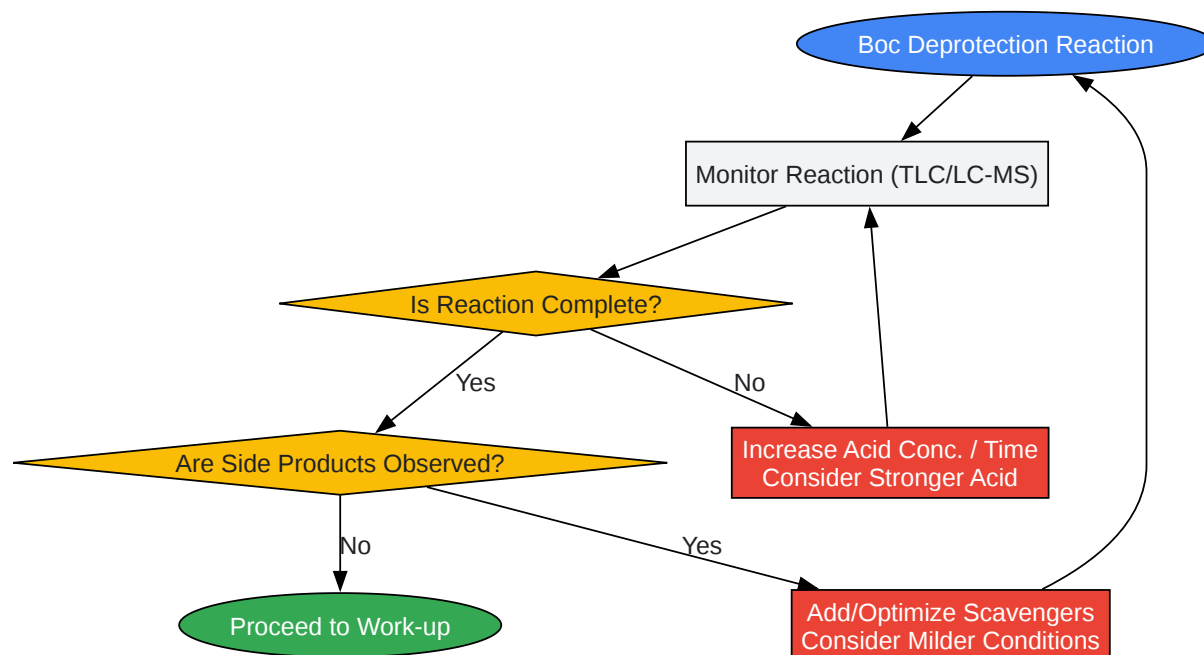 Boc Deprotection Reaction
Monitor Reaction (TLC/LC-MS)
Is Reaction Complete?
Yes
No
Increase Acid Conc. / Time
Consider Stronger Acid
Are Side Products Observed?
No
Yes
Proceed to Work-up
Add/Optimize Scavengers
Consider Milder Conditions